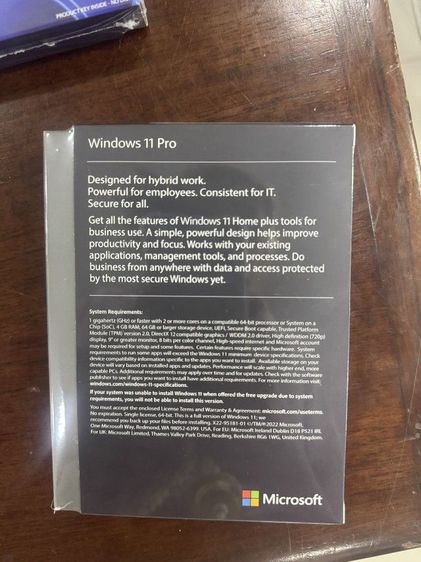 PRODUCT KEY INSIDE - NO
Windows 11 Pro
Designed for hybrid work.
Powerful for employees. Consistent for IT.
Secure for all.
Get all the features of Windows 11 Home plus tools for
business use. A simple, powerful design helps improve
productivity and focus. Works with your existing
applications, management tools, and processes. Do
business from anywhere with data and access protected
by the most secure Windows yet.
System Requirements:
1 gigahertz (GHz) or faster with 2 or more cores on a compatible 64-bit processor or System on a
Chip (SoC), 4 GB RAM, 64 GB or larger storage device, UEFI, Secure Boot capable, Trusted Platform
Module (TPM) version 2.0, DirectX 12 compatible graphics / WDDM 2.0 driver, High definition (720p)
display, 9" or greater monitor, 8 bits per color channel, High-speed internet and Microsoft account
may be required for setup and some features. Certain features require specific hardware. System
requirements to run some apps will exceed the Windows 11 minimum device specifications. Check
device compatibility information specific to the apps you want to install. Available storage on your
device will vary based on installed apps and updates. Performance will scale with higher end, more
capable PCs. Additional requirements may apply over time and for updates. Check with the software
publisher to see if apps you want to install have additional requirements. For more information visit:
windows.com/windows-11-specifications.
If your system was unable to install Windows 11 when offered the free upgrade due to system
requirements, you will not be able to install this version.
You must accept the enclosed License Terms and Warranty & Agreement: microsoft.com/useterms.
No expiration. Single license, 64-bit. This is a full version of Windows 11; we
recommend you back up your files before installing. X22-95181-01 ©/TM/®2022 Microsoft,
One Microsoft Way, Redmond, WA 98052-6399. USA. For EU: Microsoft Ireland Dublin D18 P521 IRL
For UK: Microsoft Limited, Thames Valley Park Drive, Reading, Berkshire RG6 1WG, United Kingdom.
Microsoft